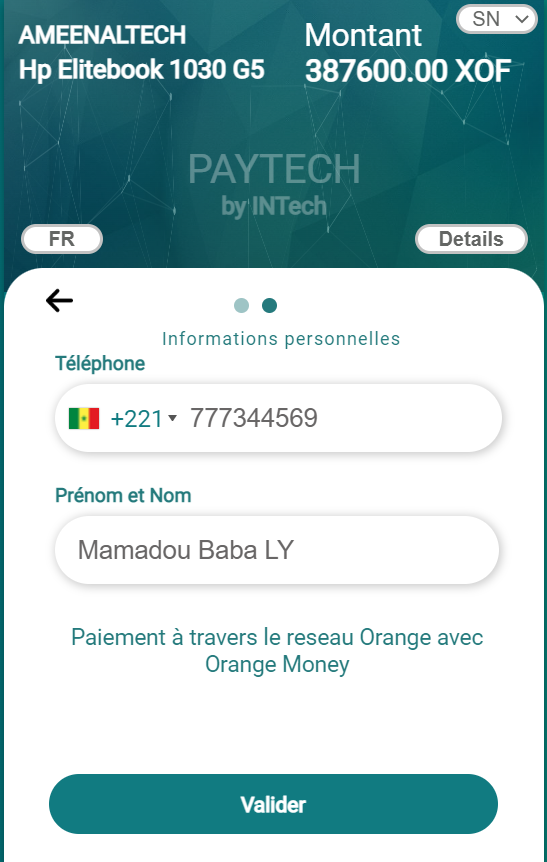 AMEENALTECH
Hp Elitebook 1030 G5
Montant
387600.00 XOF
SN
PAYTECH
by INTech
FR
Details
Informations personnelles
Téléphone
+221 777344569
Prénom et Nom
Mamadou Baba LY
Paiement à travers le reseau Orange avec
Orange Money
Valider